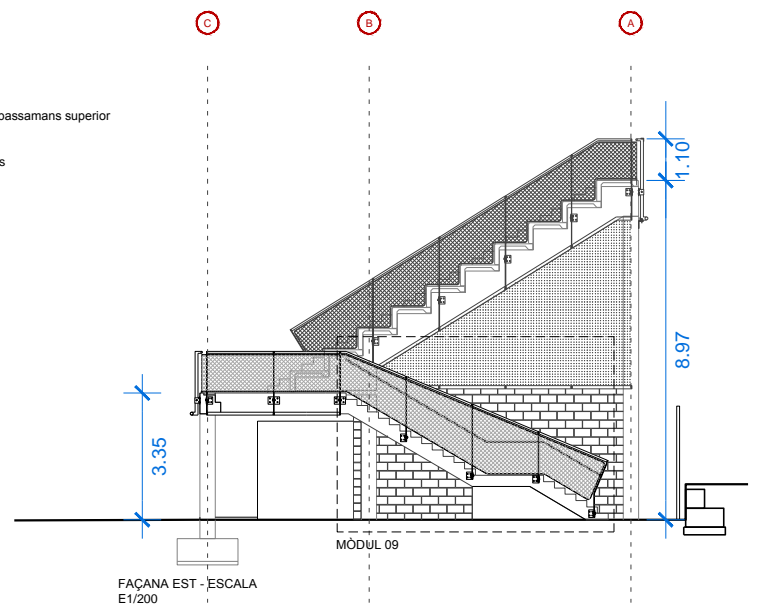 C
B
A
passamans superior
s
1.10
8.97
3.35
MÒDUL 09
FAÇANA EST - ESCALA
E1/200